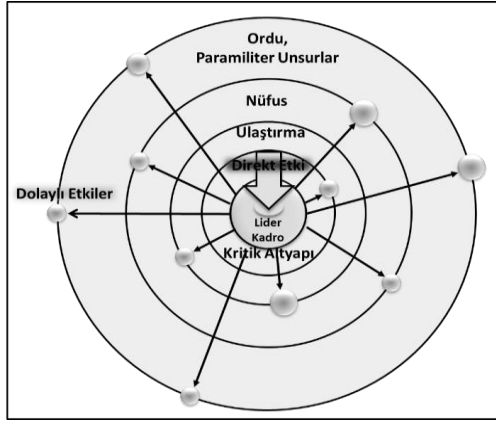 Ordu,
Paramiliter Unsurlar
Nüfus
Ulaştırma
Direkt Etki
Dolaylı Etkiler
Lider
Kadro
Kritik Altyapı